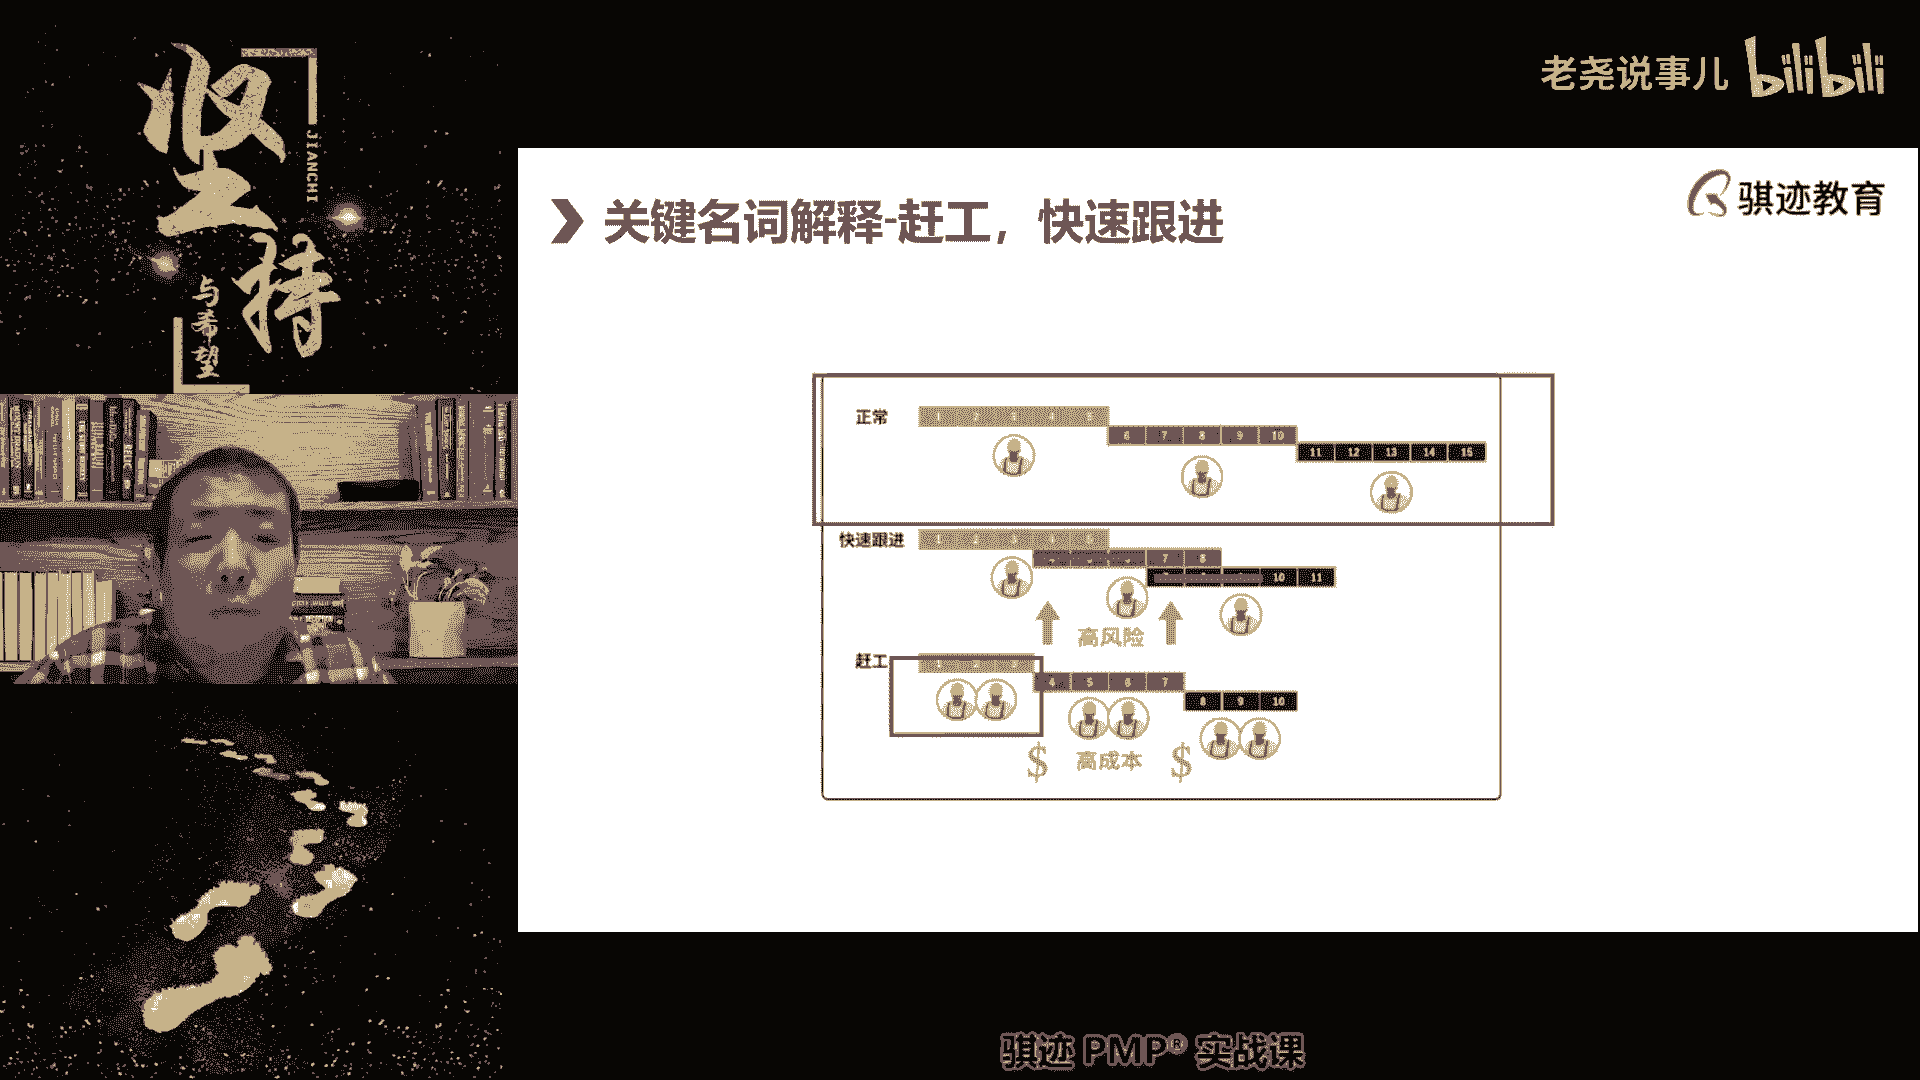 坚持
JIANCHI
与希望
老尧说事儿 bilibili
骐迹教育
关键名词解释-赶工，快速跟进
正常
1 2 3 4 5
6 7 8 9 10
11 12 13 14 15
快速跟进
1 2 3 4 5
7 8
10 11
高风险
赶工
1 2 3
4 5 6 7
8 9 10
$ 高成本 $
骐迹 PMP® 实战课